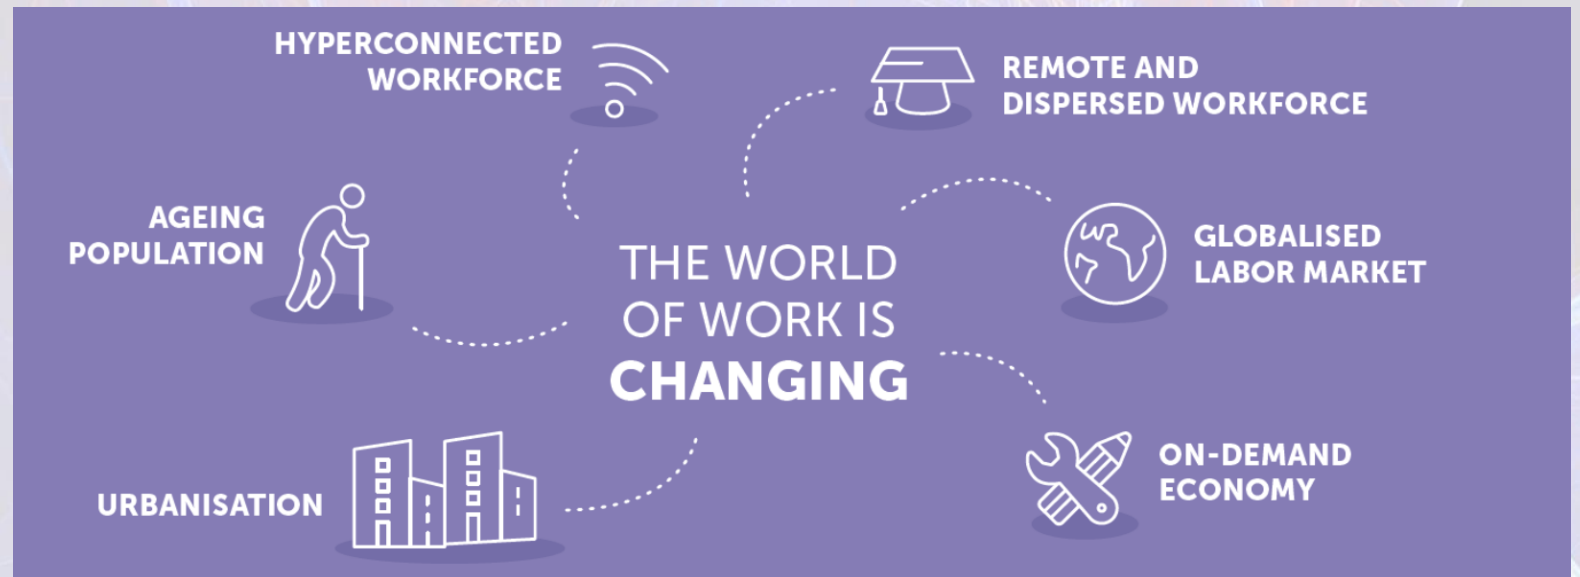 HYPERCONNECTED
WORKFORCE
REMOTE AND
DISPERSED WORKFORCE
AGEING
POPULATION
THE WORLD
OF WORK IS
CHANGING
GLOBALISED
LABOR MARKET
URBANISATION
ON-DEMAND
ECONOMY